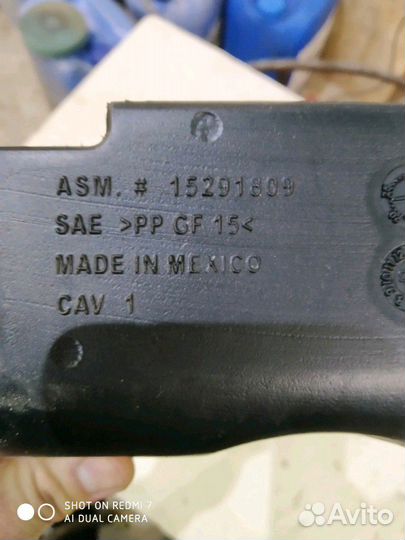 ASM. # 15291809
SAE >PP GF 15<
MADE IN MEXICO
CAV 1
SHOT ON REDMI 7
AI DUAL CAMERA
Avito